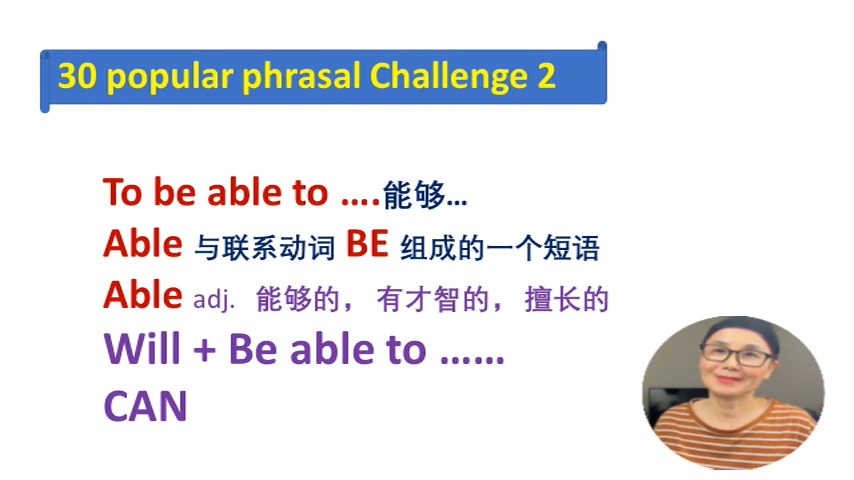 30 popular phrasal Challenge 2
To be able to ….能够…
Able 与联系动词 BE 组成的一个短语
Able adj. 能够的， 有才智的， 擅长的
Will + Be able to ……
CAN